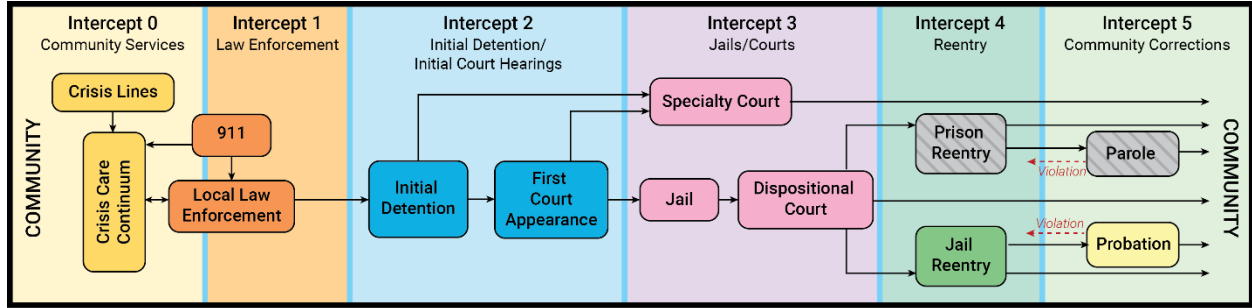 Intercept 0
Community Services
Intercept 1
Law Enforcement
Intercept 2
Initial Detention/
Initial Court Hearings
Intercept 3
Jails/Courts
Intercept 4
Reentry
Intercept 5
Community Corrections
COMMUNITY
Crisis Lines
Crisis Care
Continuum
911
Local Law
Enforcement
Initial
Detention
First
Court
Appearance
Specialty Court
Jail
Dispositional
Court
Prison
Reentry
Parole
Violation
Jail
Reentry
Violation
Probation
COMMUNITY